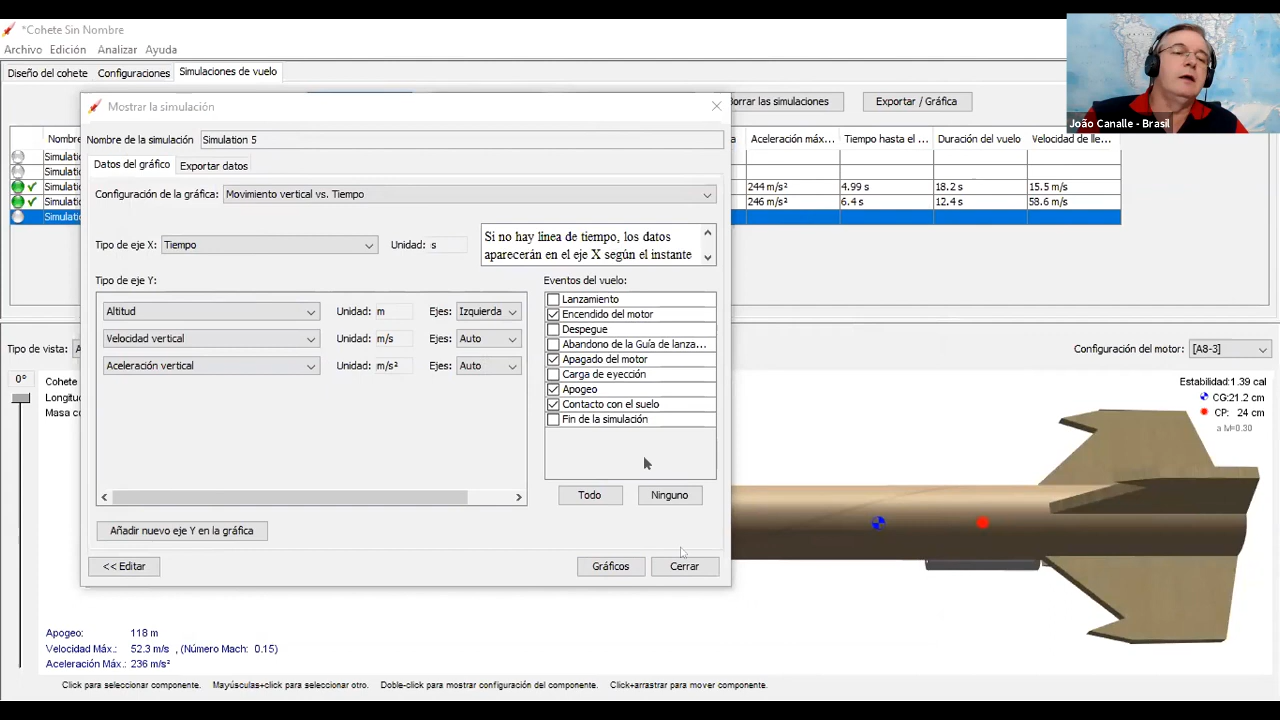 *Cohete Sin Nombre
Archivo Edición Analizar Ayuda
Diseño del cohete Configuraciones Simulaciones de vuelo
Borrar las simulaciones Exportar / Gráfica
João Canalle - Brasil
Mostrar la simulación
Nombre de la simulación Simulation 5
Datos del gráfico Exportar datos
Configuración de la gráfica: Movimiento vertical vs. Tiempo
Tipo de eje X: Tiempo Unidad: s
Si no hay línea de tiempo, los datos
aparecerán en el eje X según el instante
Tipo de eje Y:
Altitud Unidad: m Ejes: Izquierda
Velocidad vertical Unidad: m/s Ejes: Auto
Aceleración vertical Unidad: m/s² Ejes: Auto
Eventos del vuelo:
Lanzamiento
Encendido del motor
Despegue
Abandono de la Guía de lanza...
Apagado del motor
Carga de eyección
Apogeo
Contacto con el suelo
Fin de la simulación
Todo Ninguno
Añadir nuevo eje Y en la gráfica
<< Editar Gráficos Cerrar
Aceleración máx... Tiempo hasta el ... Duración del vuelo Velocidad de lle...
244 m/s² 4.99 s 18.2 s 15.5 m/s
246 m/s² 6.4 s 12.4 s 58.6 m/s
Tipo de vista:
Configuración del motor: [A8-3]
0°
Cohete
Estabilidad:1.39 cal
CG:21.2 cm
CP: 24 cm
a M=0.30
Apogeo: 118 m
Velocidad Máx.: 52.3 m/s , (Número Mach: 0.15)
Aceleración Máx.: 236 m/s²
Click para seleccionar componente. Mayúsculas+click para seleccionar otro. Doble-click para mostrar configuración del componente. Click+arrastrar para mover componente.